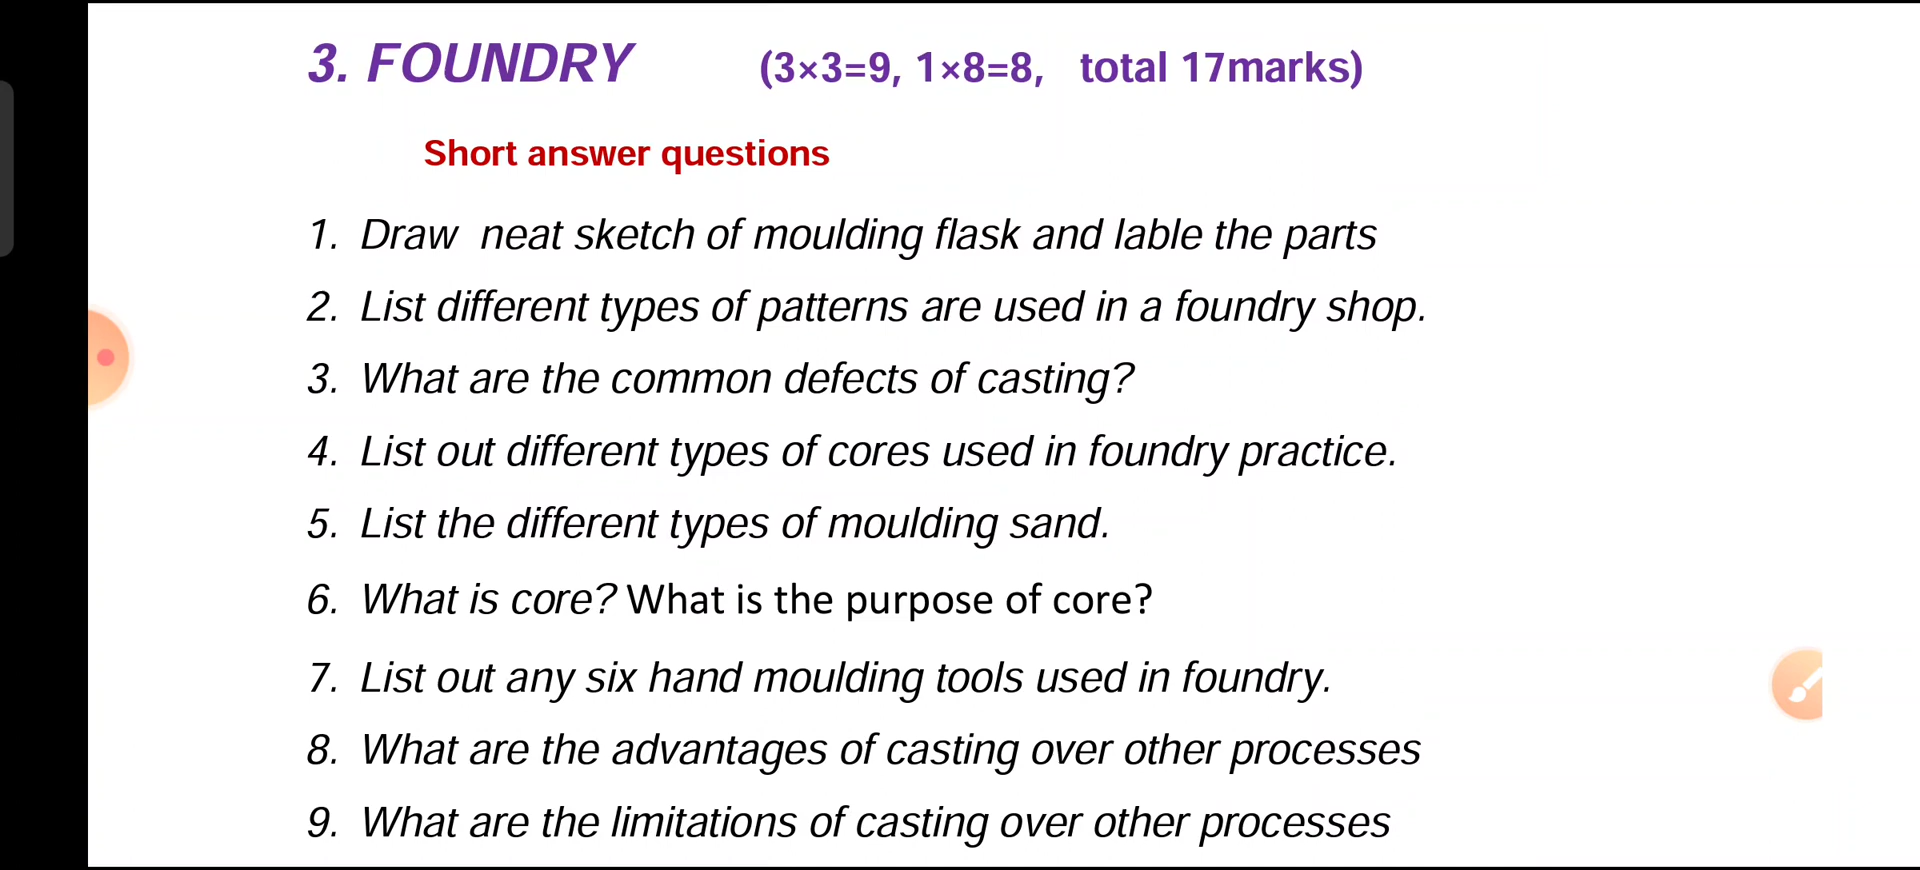 3. FOUNDRY (3×3=9, 1×8=8, total 17marks)
Short answer questions
1. Draw neat sketch of moulding flask and lable the parts
2. List different types of patterns are used in a foundry shop.
3. What are the common defects of casting?
4. List out different types of cores used in foundry practice.
5. List the different types of moulding sand.
6. What is core? What is the purpose of core?
7. List out any six hand moulding tools used in foundry.
8. What are the advantages of casting over other processes
9. What are the limitations of casting over other processes